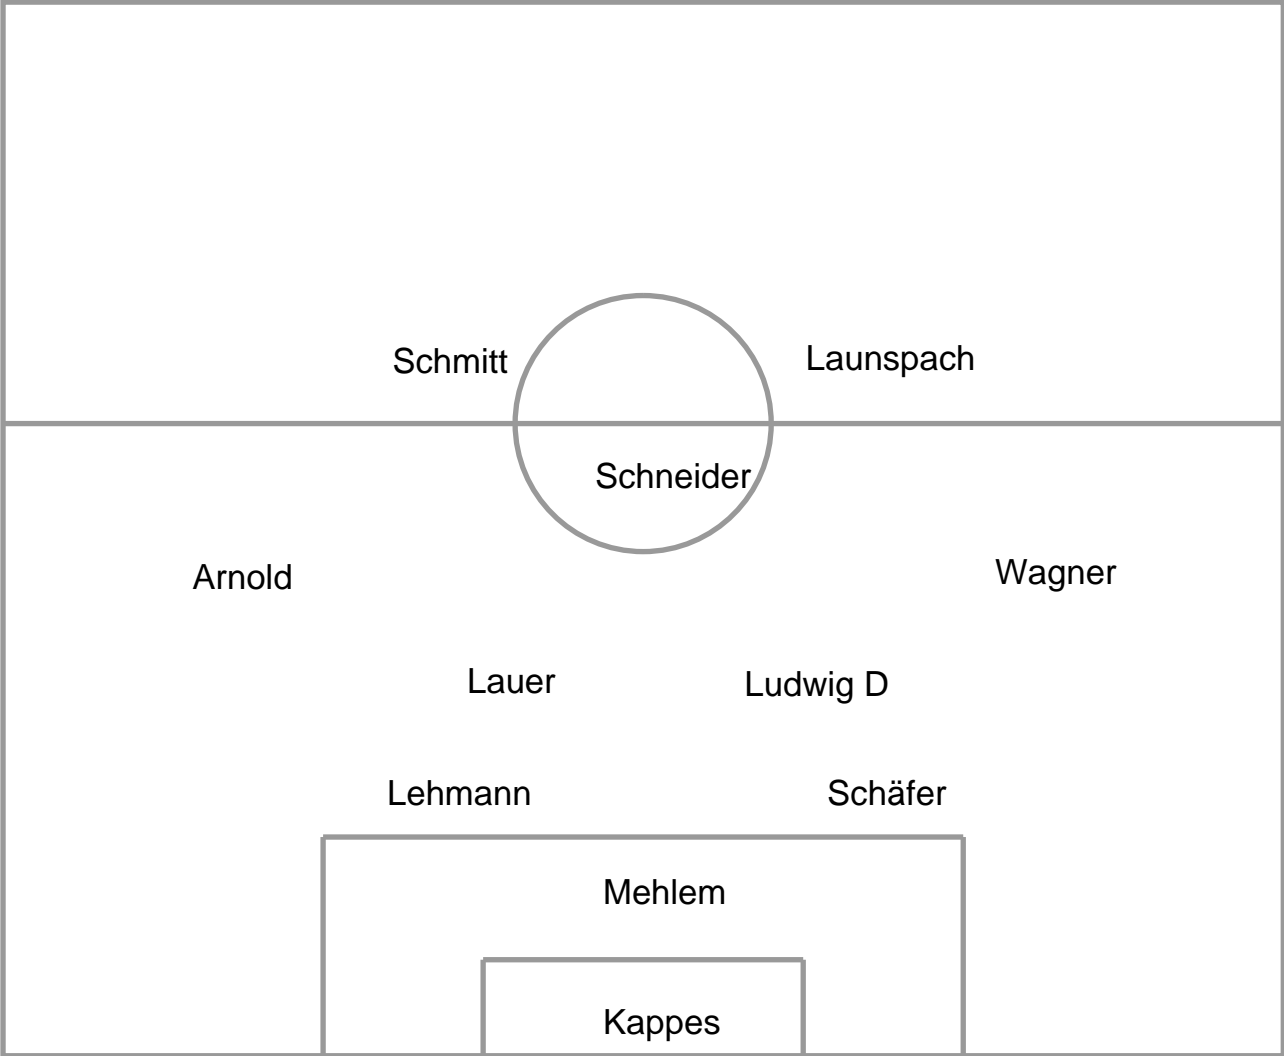 Schmitt
Launspach
Schneider
Arnold
Wagner
Lauer
Ludwig D
Lehmann
Schäfer
Mehlem
Kappes